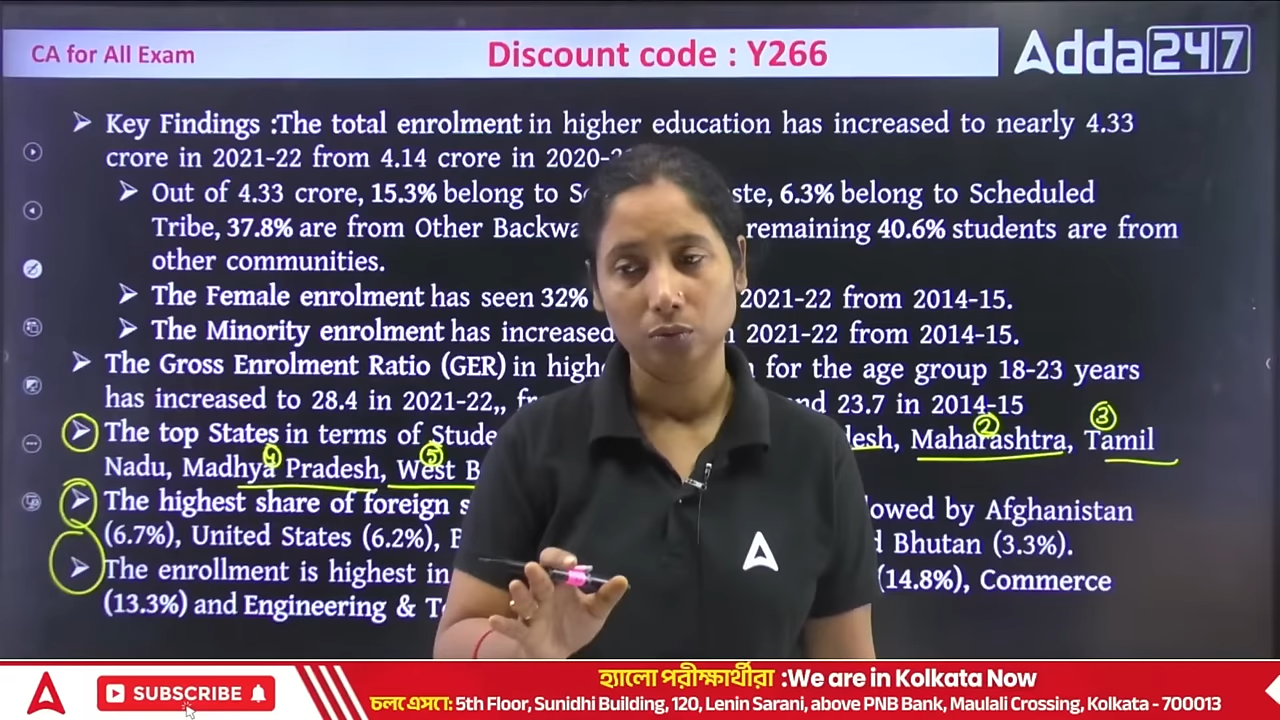 CA for All Exam
Discount code : Y266
Adda247
Key Findings :The total enrolment in higher education has increased to nearly 4.33
crore in 2021-22 from 4.14 crore in 2020-2
Out of 4.33 crore, 15.3% belong to Sc ste, 6.3% belong to Scheduled
Tribe, 37.8% are from Other Backwa remaining 40.6% students are from
other communities.
The Female enrolment has seen 32% 2021-22 from 2014-15.
The Minority enrolment has increased 2021-22 from 2014-15.
The Gross Enrolment Ratio (GER) in high for the age group 18-23 years
has increased to 28.4 in 2021-22,, nd 23.7 in 2014-15
2 3
The top States in terms of Stude desh, Maharashtra, Tamil
4 5
Nadu, Madhya Pradesh, West B
The highest share of foreign s owed by Afghanistan
(6.7%), United States (6.2%), Bhutan (3.3%).
The enrollment is highest in (14.8%), Commerce
(13.3%) and Engineering & Te
A
SUBSCRIBE
হ্যালো পরীক্ষার্থীরা :We are in Kolkata Now
চলে এসো: 5th Floor, Sunidhi Building, 120, Lenin Sarani, above PNB Bank, Maulali Crossing, Kolkata - 700013